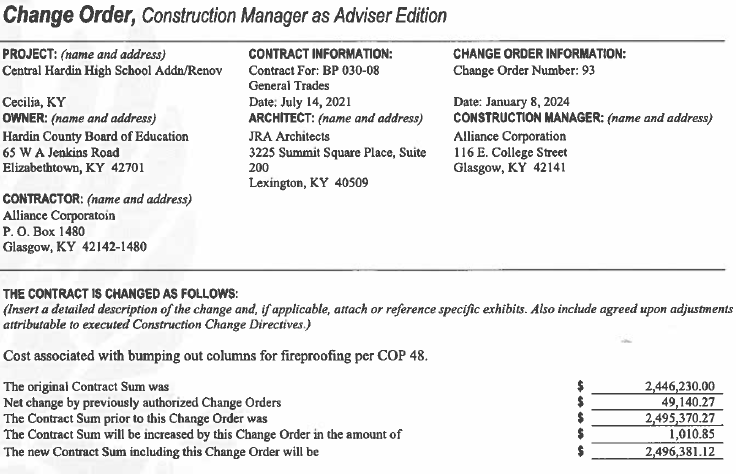 Change Order, Construction Manager as Adviser Edition
PROJECT: (name and address)
Central Hardin High School Addn/Renov
Cecilia, KY
OWNER: (name and address)
Hardin County Board of Education
65 W A Jenkins Road
Elizabethtown, KY 42701
CONTRACTOR: (name and address)
Alliance Corporatoin
P. O. Box 1480
Glasgow, KY 42142-1480
CONTRACT INFORMATION:
Contract For: BP 030-08
General Trades
Date: July 14, 2021
ARCHITECT: (name and address)
JRA Architects
3225 Summit Square Place, Suite
200
Lexington, KY 40509
CHANGE ORDER INFORMATION:
Change Order Number: 93
Date: January 8, 2024
CONSTRUCTION MANAGER: (name and address)
Alliance Corporation
116 E. College Street
Glasgow, KY 42141
THE CONTRACT IS CHANGED AS FOLLOWS:
(Insert a detailed description of the change and, if applicable, attach or reference specific exhibits. Also include agreed upon adjustments
attributable to executed Construction Change Directives.)
Cost associated with bumping out columns for fireproofing per COP 48.
The original Contract Sum was $ 2,446,230.00
Net change by previously authorized Change Orders $ 49,140.27
The Contract Sum prior to this Change Order was $ 2,495,370.27
The Contract Sum will be increased by this Change Order in the amount of $ 1,010.85
The new Contract Sum including this Change Order will be $ 2,496,381.12